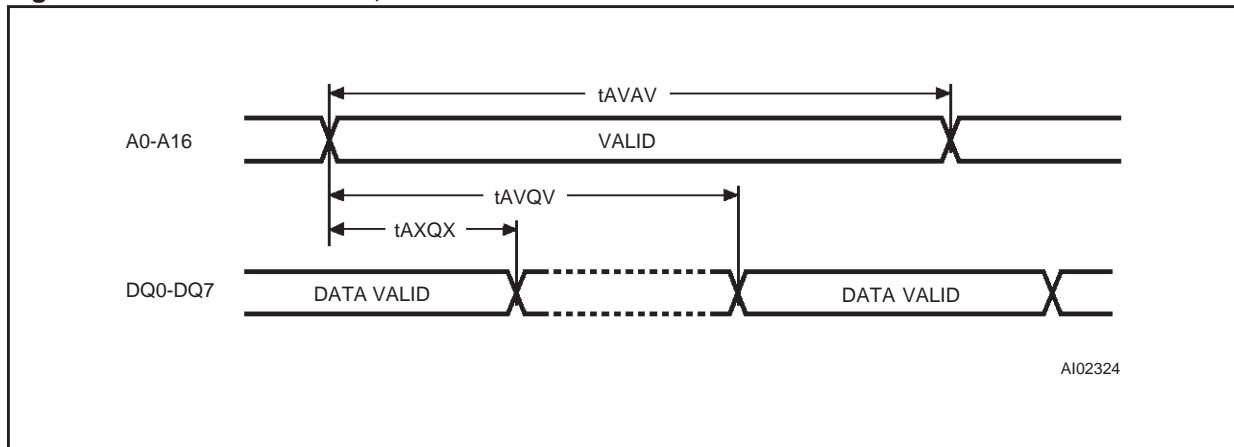 tAVAV
A0-A16 VALID
tAVQV
tAXQX
DQ0-DQ7 DATA VALID DATA VALID
AI02324